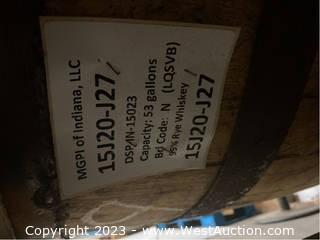 MGPI of Indiana, LLC
15J20-J27
DSP-IN-15023
Capacity: 53 gallons
Bd Code: N (LQSVB)
95% Rye Whiskey
15J20-J27
Copyright 2023 - www.WestAuction.com